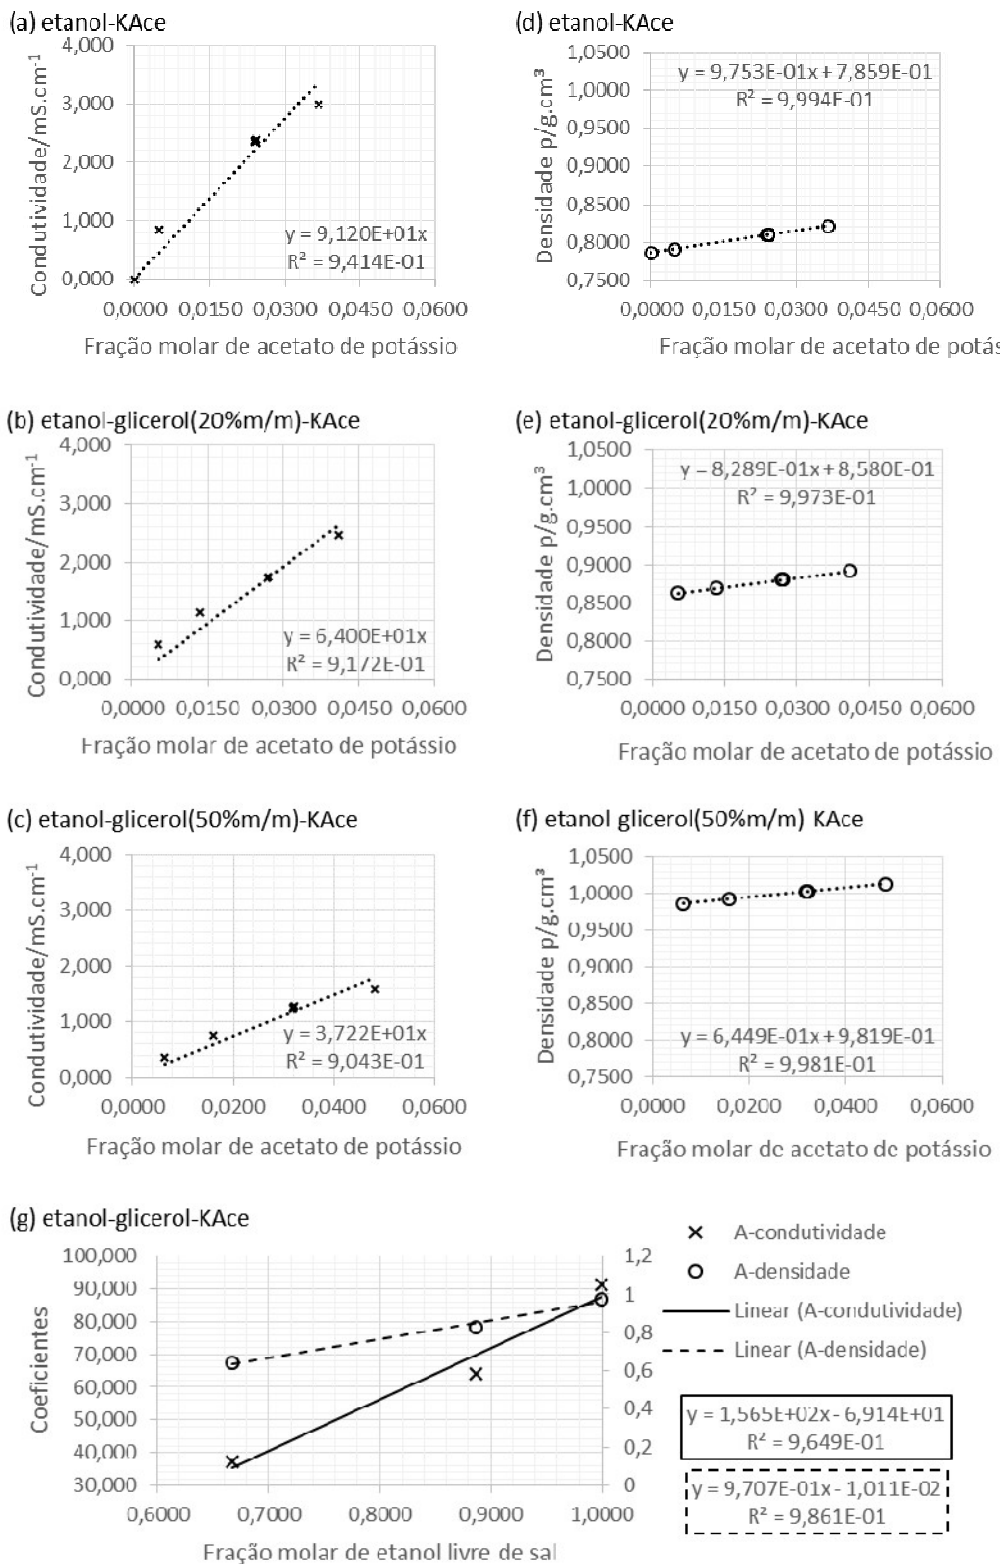 (a) etanol-KAce
4,000
3,000
2,000
1,000
0,000
Condutividade/mS.cm⁻¹
y = 9,120E+01x
R² = 9,414E-01
0,0000 0,0150 0,0300 0,0450 0,0600
Fração molar de acetato de potássio
(d) etanol-KAce
1,0500
1,0000
0,9500
0,9000
0,8500
0,8000
0,7500
Densidade p/g.cm³
y = 9,753E-01x + 7,859E-01
R² = 9,994E-01
0,0000 0,0150 0,0300 0,0450 0,0600
Fração molar de acetato de potás
(b) etanol-glicerol(20%m/m)-KAce
4,000
3,000
2,000
1,000
0,000
Condutividade/mS.cm⁻¹
y = 6,400E+01x
R² = 9,172E-01
0,0000 0,0150 0,0300 0,0450 0,0600
Fração molar de acetato de potássio
(e) etanol-glicerol(20%m/m)-KAce
1,0500
1,0000
0,9500
0,9000
0,8500
0,8000
0,7500
Densidade p/g.cm³
y = 8,289E-01x + 8,580E-01
R² = 9,973E-01
0,0000 0,0150 0,0300 0,0450 0,0600
Fração molar de acetato de potássio
(c) etanol-glicerol(50%m/m)-KAce
4,000
3,000
2,000
1,000
0,000
Condutividade/mS.cm⁻¹
y = 3,722E+01x
R² = 9,043E-01
0,0000 0,0200 0,0400 0,0600
Fração molar de acetato de potássio
(f) etanol glicerol(50%m/m) KAce
1,0500
1,0000
0,9500
0,9000
0,8500
0,8000
0,7500
Densidade p/g.cm³
y = 6,449E-01x + 9,819E-01
R² = 9,981E-01
0,0000 0,0200 0,0400 0,0600
Fração molar de acetato de potássio
(g) etanol-glicerol-KAce
100,000
90,000
80,000
70,000
60,000
50,000
40,000
30,000
Coeficientes
1,2
1
0,8
0,6
0,4
0,2
0
0,6000 0,7000 0,8000 0,9000 1,0000
Fração molar de etanol livre de sal
A-condutividade
A-densidade
Linear (A-condutividade)
Linear (A-densidade)
y = 1,565E+02x - 6,914E+01
R² = 9,649E-01
y = 9,707E-01x - 1,011E-02
R² = 9,861E-01